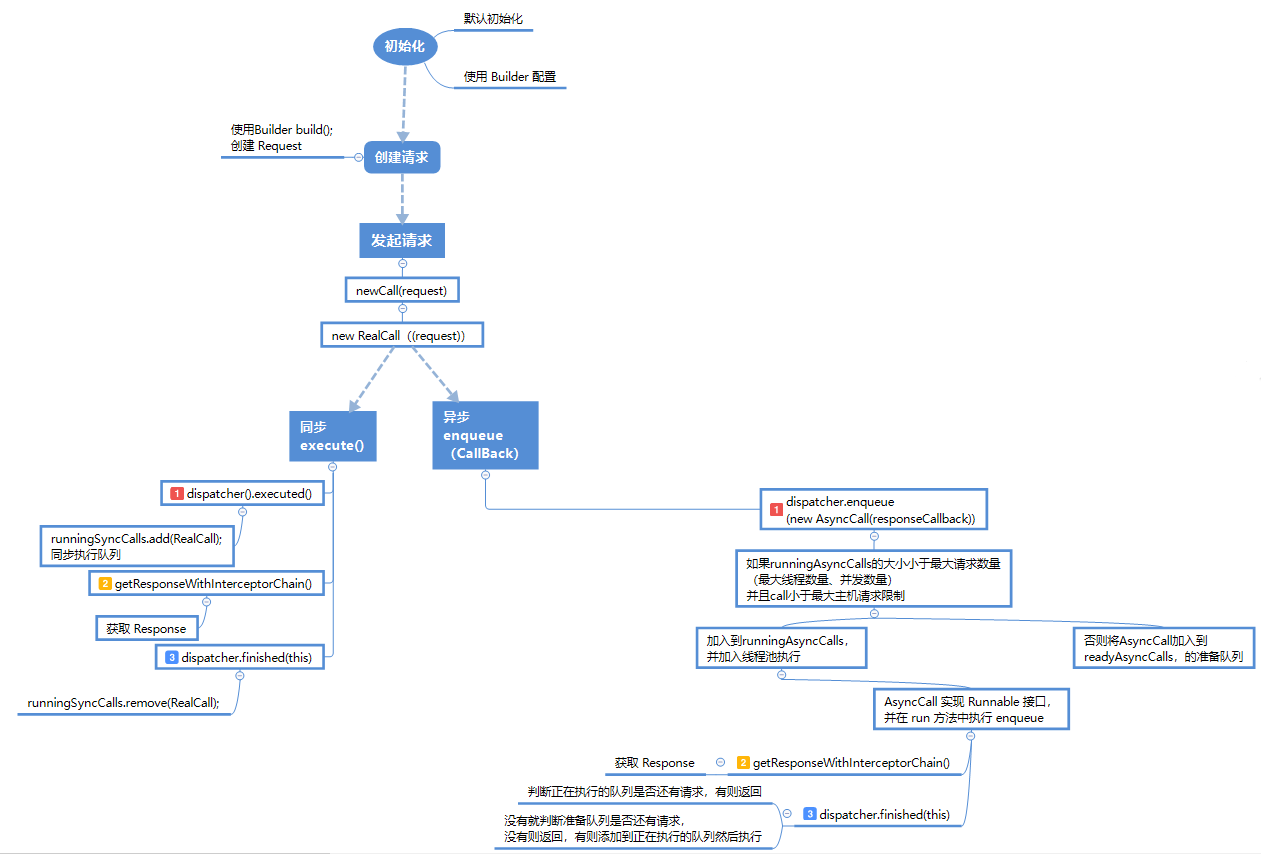 默认初始化
初始化
使用 Builder 配置
使用Builder build();
创建 Request
创建请求
发起请求
newCall(request)
new RealCall（(request)）
同步
execute()
异步
enqueue
（CallBack）
1 dispatcher().executed()
runningSyncCalls.add(RealCall);
同步执行队列
2 getResponseWithInterceptorChain()
获取 Response
3 dispatcher.finished(this)
runningSyncCalls.remove(RealCall);
1 dispatcher.enqueue
(new AsyncCall(responseCallback))
如果runningAsyncCalls的大小小于最大请求数量
（最大线程数量、并发数量）
并且call小于最大主机请求限制
加入到runningAsyncCalls，
并加入线程池执行
否则将AsyncCall加入到
readyAsyncCalls，的准备队列
AsyncCall 实现 Runnable 接口，
并在 run 方法中执行 enqueue
获取 Response
2 getResponseWithInterceptorChain()
判断正在执行的队列是否还有请求，有则返回
3 dispatcher.finished(this)
没有就判断准备队列是否还有请求，
没有则返回，有则添加到正在执行的队列然后执行